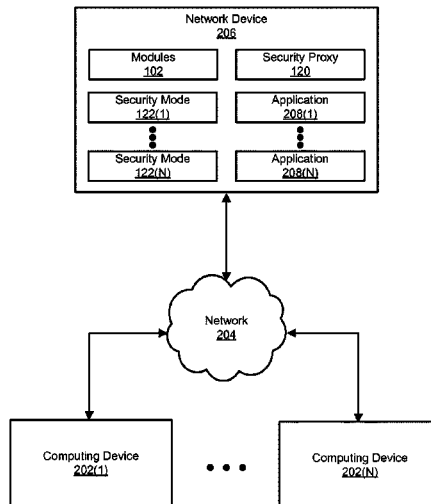 Network Device
206
Modules
102
Security Proxy
120
Security Mode
122(1)
Application
208(1)
Security Mode
122(N)
Application
208(N)
Network
204
Computing Device
202(1)
Computing Device
202(N)